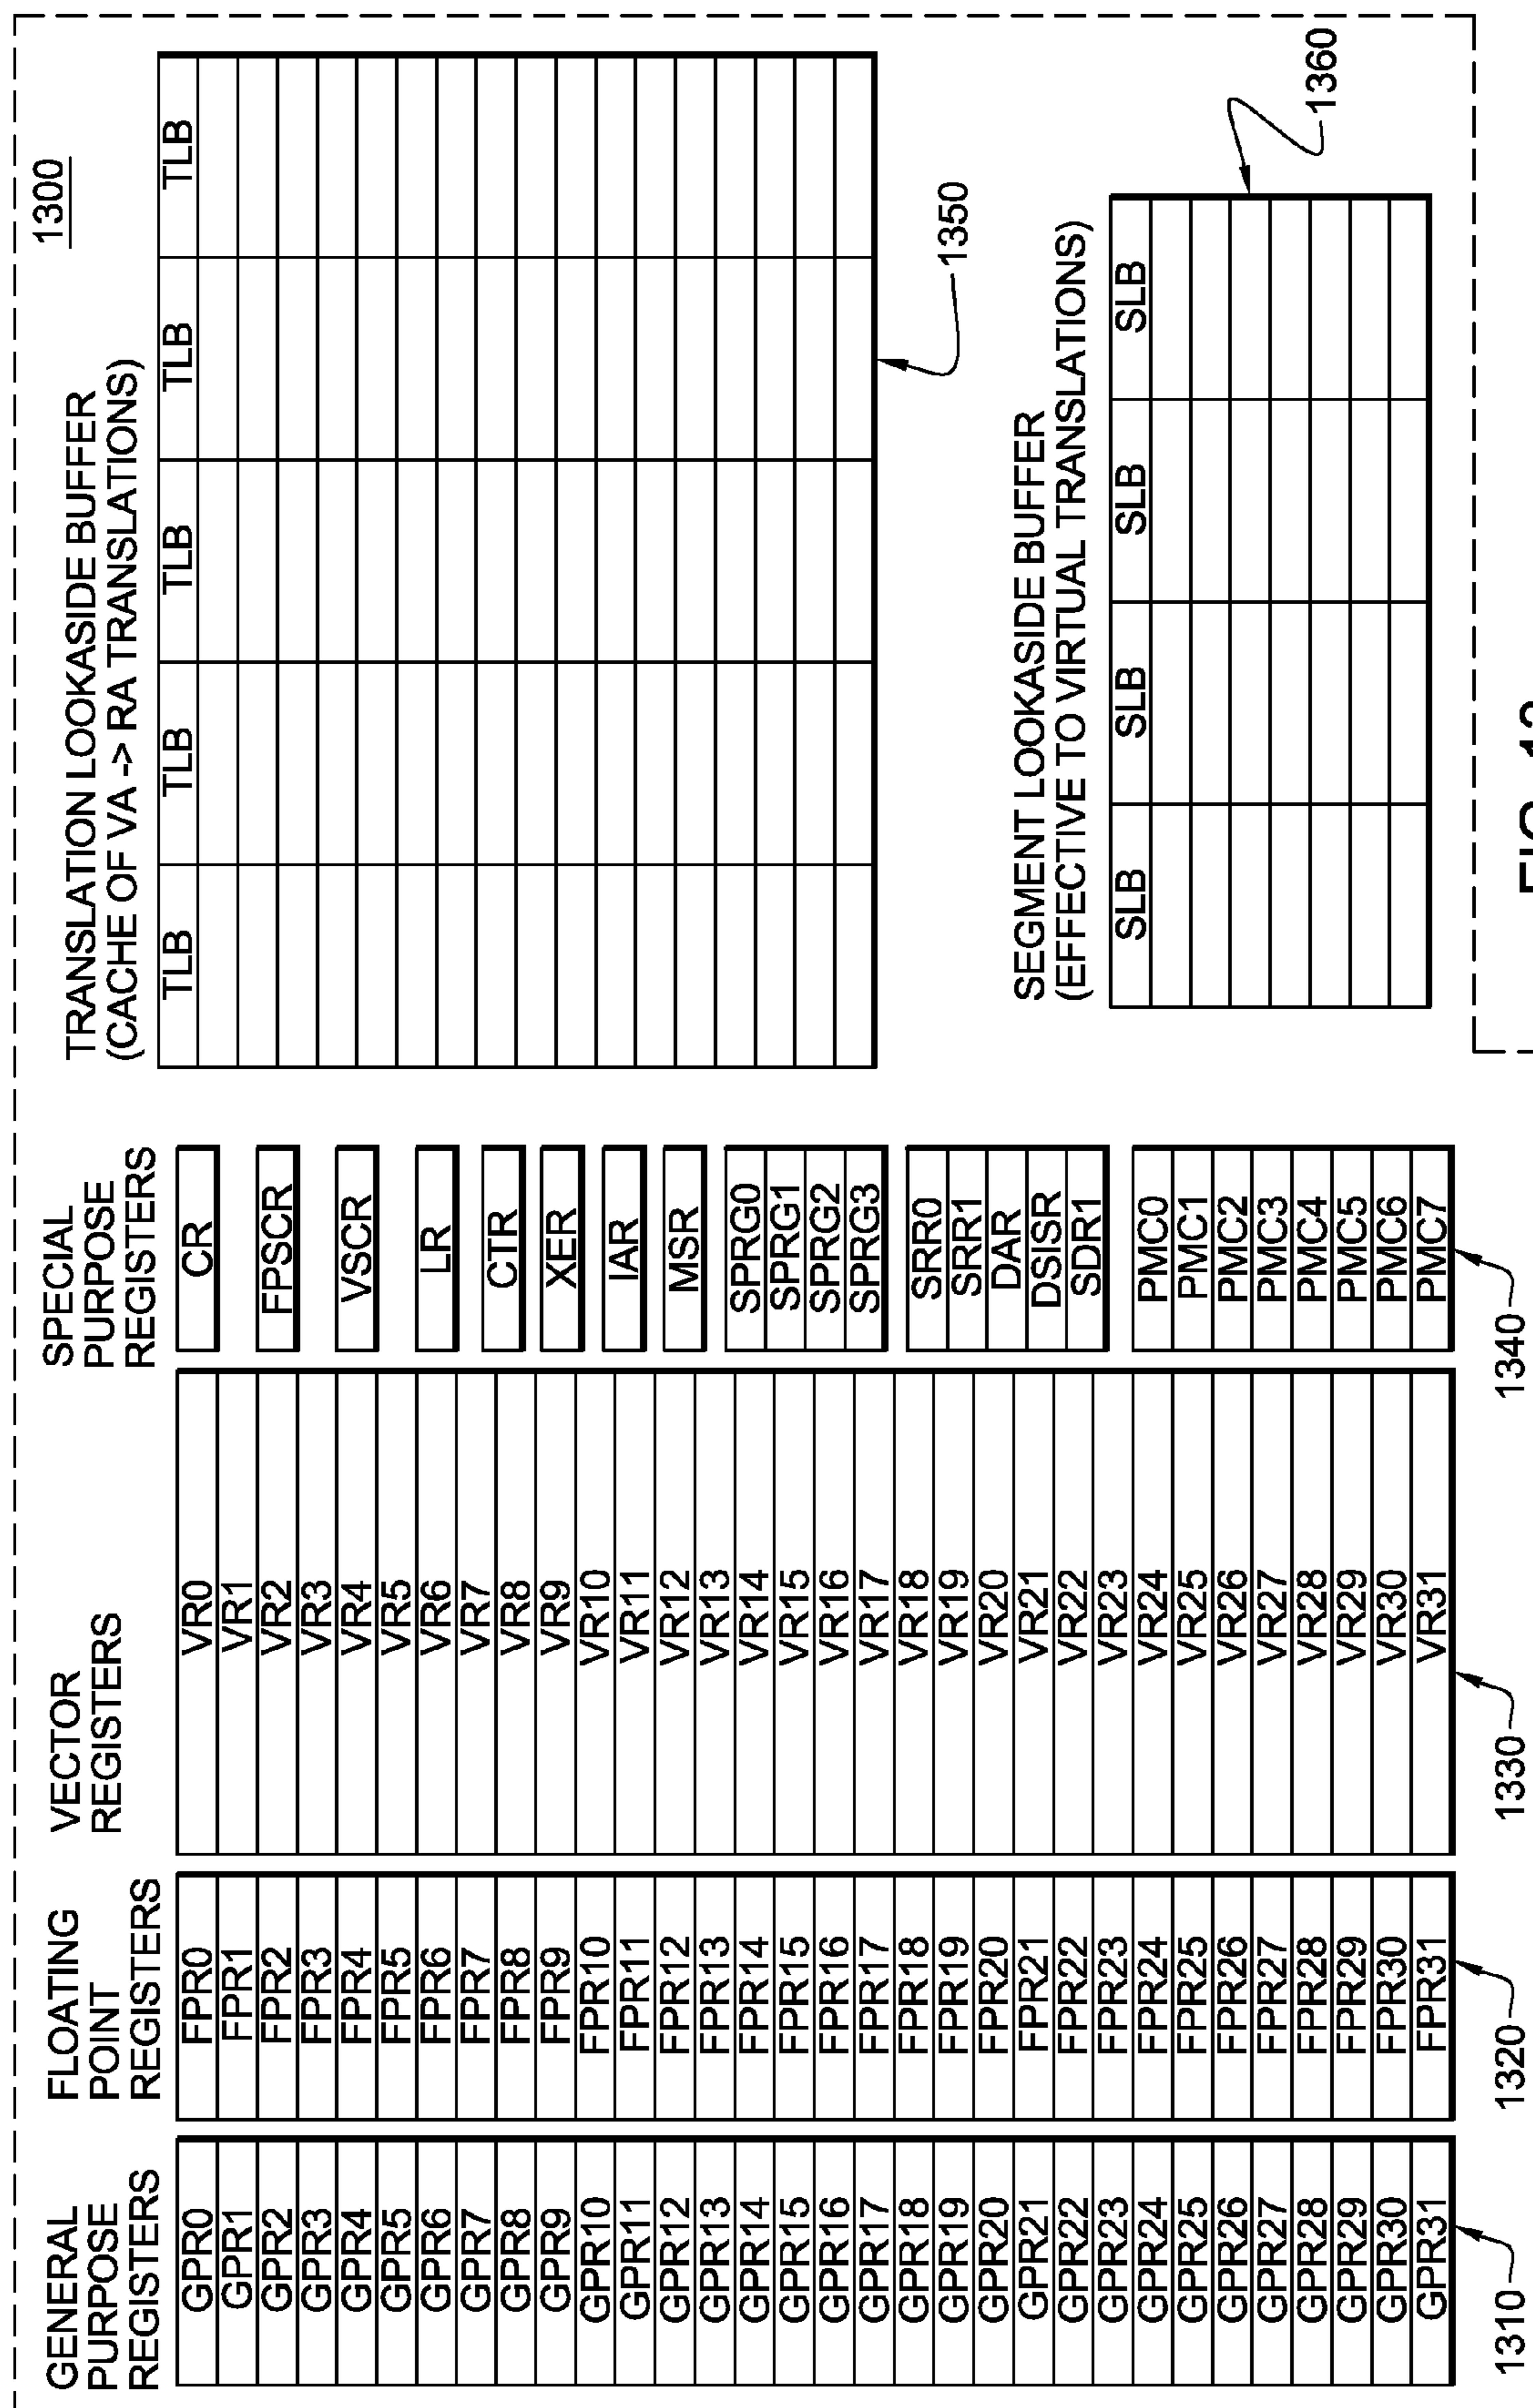 1300
GENERAL
PURPOSE
REGISTERS
GPR0
GPR1
GPR2
GPR3
GPR4
GPR5
GPR6
GPR7
GPR8
GPR9
GPR10
GPR11
GPR12
GPR13
GPR14
GPR15
GPR16
GPR17
GPR18
GPR19
GPR20
GPR21
GPR22
GPR23
GPR24
GPR25
GPR26
GPR27
GPR28
GPR29
GPR30
GPR31
1310
FLOATING
POINT
REGISTERS
FPR0
FPR1
FPR2
FPR3
FPR4
FPR5
FPR6
FPR7
FPR8
FPR9
FPR10
FPR11
FPR12
FPR13
FPR14
FPR15
FPR16
FPR17
FPR18
FPR19
FPR20
FPR21
FPR22
FPR23
FPR24
FPR25
FPR26
FPR27
FPR28
FPR29
FPR30
FPR31
1320
VECTOR
REGISTERS
VR0
VR1
VR2
VR3
VR4
VR5
VR6
VR7
VR8
VR9
VR10
VR11
VR12
VR13
VR14
VR15
VR16
VR17
VR18
VR19
VR20
VR21
VR22
VR23
VR24
VR25
VR26
VR27
VR28
VR29
VR30
VR31
1330
SPECIAL
PURPOSE
REGISTERS
CR
FPSCR
VSCR
LR
CTR
XER
IAR
MSR
SPRG0
SPRG1
SPRG2
SPRG3
SRR0
SRR1
DAR
DSISR
SDR1
PMC0
PMC1
PMC2
PMC3
PMC4
PMC5
PMC6
PMC7
1340
TRANSLATION LOOKASIDE BUFFER
(CACHE OF VA -> RA TRANSLATIONS)
TLB TLB TLB TLB TLB
1350
SEGMENT LOOKASIDE BUFFER
(EFFECTIVE TO VIRTUAL TRANSLATIONS)
SLB SLB SLB SLB
1360